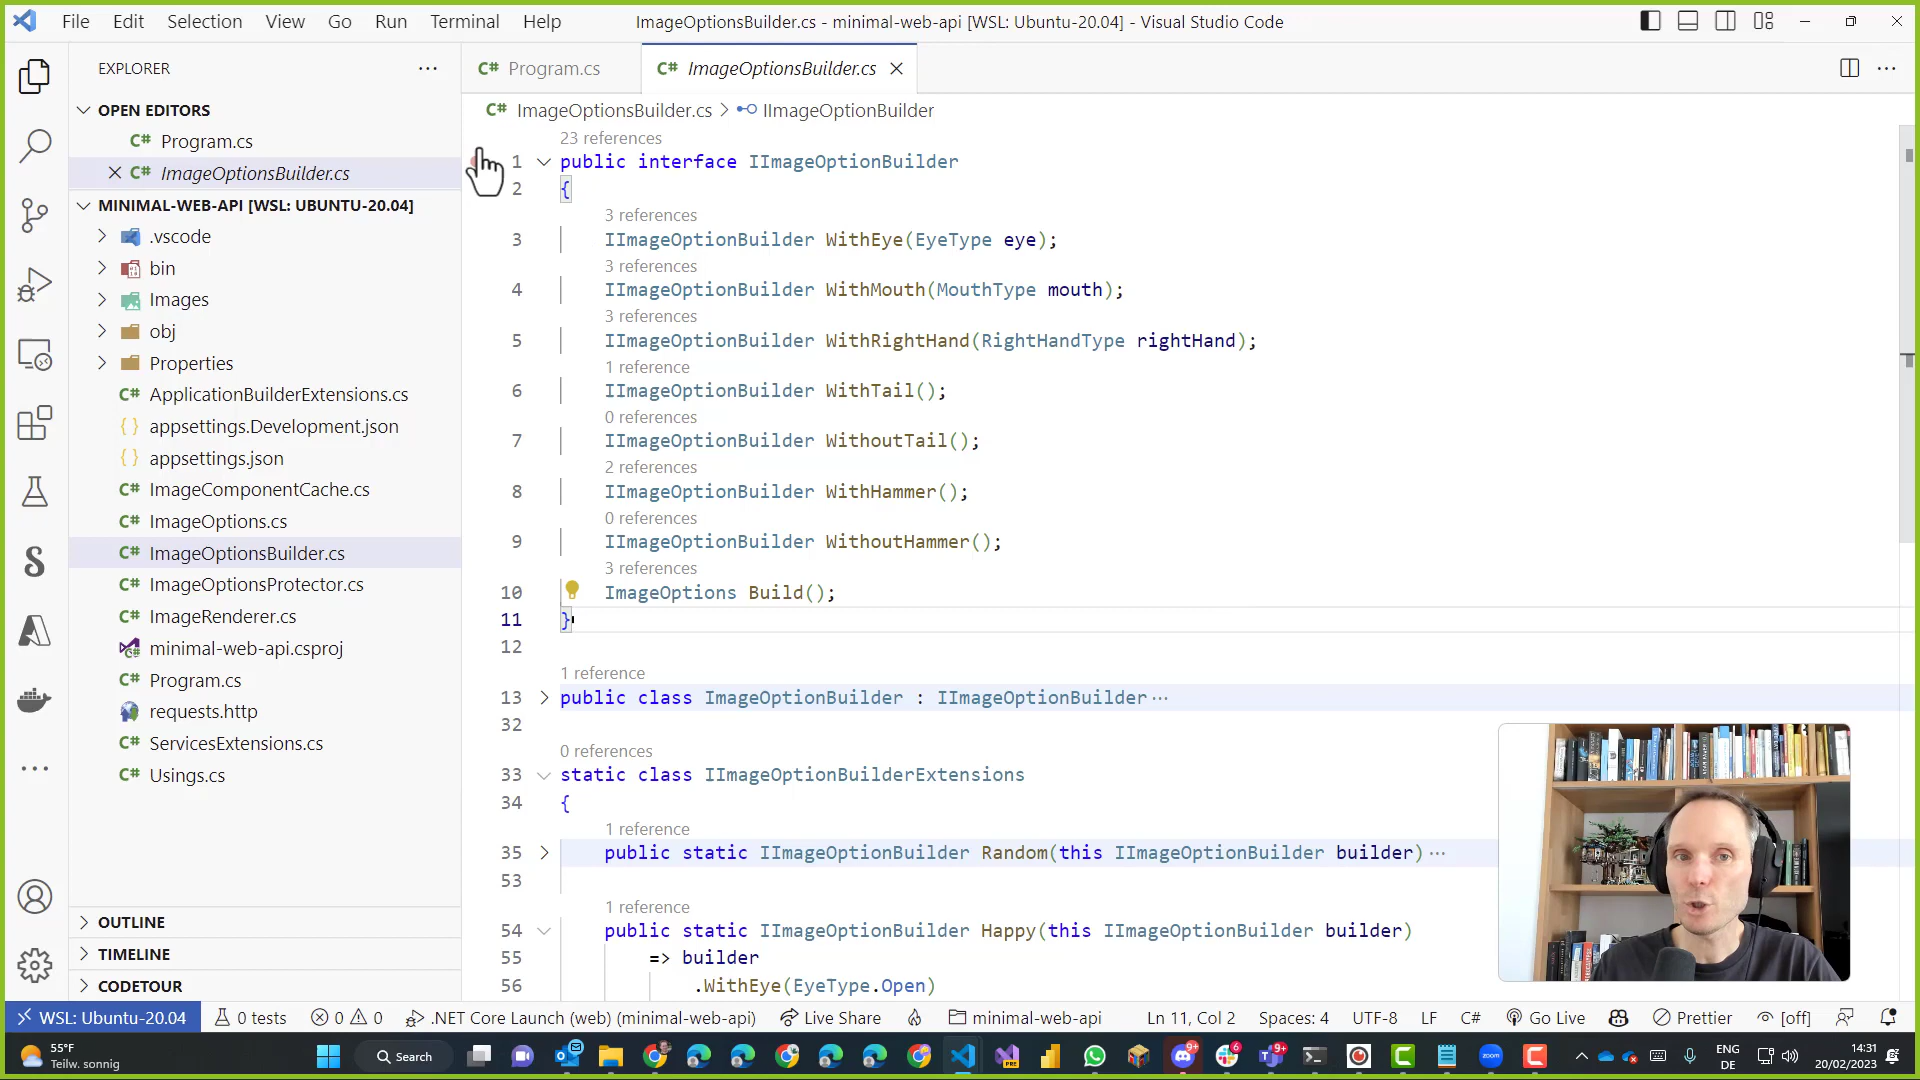 File Edit Selection View Go Run Terminal Help
ImageOptionsBuilder.cs - minimal-web-api [WSL: Ubuntu-20.04] - Visual Studio Code
EXPLORER
OPEN EDITORS
C# Program.cs
C# ImageOptionsBuilder.cs
MINIMAL-WEB-API [WSL: UBUNTU-20.04]
.vscode
bin
Images
obj
Properties
C# ApplicationBuilderExtensions.cs
{} appsettings.Development.json
{} appsettings.json
C# ImageComponentCache.cs
C# ImageOptions.cs
C# ImageOptionsBuilder.cs
C# ImageOptionsProtector.cs
C# ImageRenderer.cs
minimal-web-api.csproj
C# Program.cs
requests.http
C# ServicesExtensions.cs
C# Usings.cs
OUTLINE
TIMELINE
CODETOUR
C# Program.cs
C# ImageOptionsBuilder.cs
C# ImageOptionsBuilder.cs > IImageOptionBuilder
23 references
1 public interface IImageOptionBuilder
2 {
3 references
3 IImageOptionBuilder WithEye(EyeType eye);
3 references
4 IImageOptionBuilder WithMouth(MouthType mouth);
3 references
5 IImageOptionBuilder WithRightHand(RightHandType rightHand);
1 reference
6 IImageOptionBuilder WithTail();
0 references
7 IImageOptionBuilder WithoutTail();
2 references
8 IImageOptionBuilder WithHammer();
0 references
9 IImageOptionBuilder WithoutHammer();
3 references
10 ImageOptions Build();
11 }
12
1 reference
13 public class ImageOptionBuilder : IImageOptionBuilder···
32
0 references
33 static class IImageOptionBuilderExtensions
34 {
1 reference
35 public static IImageOptionBuilder Random(this IImageOptionBuilder builder)···
53
1 reference
54 public static IImageOptionBuilder Happy(this IImageOptionBuilder builder)
55 => builder
56 .WithEye(EyeType.Open)
WSL: Ubuntu-20.04 0 tests 0 0 .NET Core Launch (web) (minimal-web-api) Live Share minimal-web-api Ln 11, Col 2 Spaces: 4 UTF-8 LF C# Go Live Prettier [off]
55°F
Teilw. sonnig
Search
PRE
9+
6
9+
zoom
ENG
DE
14:31
20/02/2023